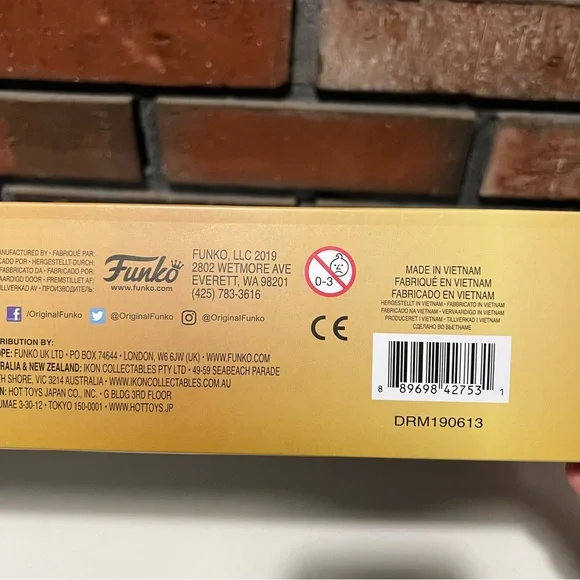 MANUFACTURED BY • FABRIQUÉ PAR:
CADO POR • HERGESTELLT DURCH:
FABBRICATO DA • FABRICADO POR:
VAARDIGD DOOR • FREMSTILLET AF:
TILLVERKAD AV • ПРОИЗВОДИТЕЛЬ:
Funko
www.funko.com
FUNKO, LLC 2019
2802 WETMORE AVE
EVERETT, WA 98201
(425) 783-3616
0-3
/OriginalFunko @OriginalFunko @OriginalFunko
CE
TRIBUTION BY:
OPE: FUNKO UK LTD • PO BOX 74644 • LONDON, W6 6JW (UK) • WWW.FUNKO.COM
RALIA & NEW ZEALAND: IKON COLLECTABLES PTY LTD • 49-59 SEABEACH PARADE
TH SHORE, VIC 3214 AUSTRALIA • WWW.IKONCOLLECTABLES.COM.AU
N: HOT TOYS JAPAN CO., INC. • G BLDG 3RD FLOOR
UMAE 3-30-12 • TOKYO 150-0001 • WWW.HOTTOYS.JP
MADE IN VIETNAM
FABRIQUÉ EN VIETNAM
FABRICADO EN VIETNAM
HERGESTELLT IN VIETNAM • FABBRICATO IN VIETNAM
FABRICADO NA VIETNAM • VERVAARDIGD IN VIETNAM
PRODUCERET I VIETNAM • TILLVERKAD I VIETNAM
СДЕЛАНО ВО ВЬЕТНАМЕ
8 89698 42753 1
DRM190613